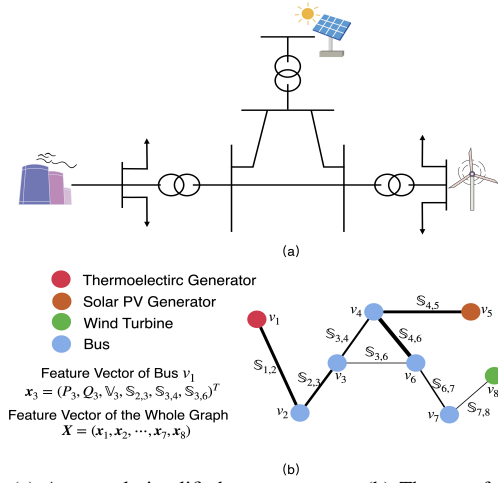 (a)
Thermoelectirc Generator
Solar PV Generator
Wind Turbine
Bus
Feature Vector of Bus v₁
x₃ = (P₃, Q₃, 𝕍₃, 𝕊₂,₃, 𝕊₃,₄, 𝕊₃,₆)ᵀ
Feature Vector of the Whole Graph
X = (x₁, x₂, ⋯, x₇, x₈)
v₁
𝕊₁,₂
v₂
𝕊₂,₃
v₃
𝕊₃,₄
v₄
𝕊₄,₅
v₅
𝕊₄,₆
𝕊₃,₆
v₆
𝕊₆,₇
v₇
𝕊₇,₈
v₈
(b)